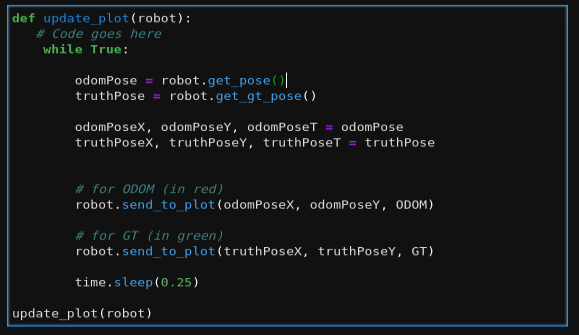 def update_plot(robot):
    # Code goes here
    while True:
        odomPose = robot.get_pose()
        truthPose = robot.get_gt_pose()
        odomPoseX, odomPoseY, odomPoseT = odomPose
        truthPoseX, truthPoseY, truthPoseT = truthPose
        # for ODOM (in red)
        robot.send_to_plot(odomPoseX, odomPoseY, ODOM)
        # for GT (in green)
        robot.send_to_plot(truthPoseX, truthPoseY, GT)
        time.sleep(0.25)
update_plot(robot)